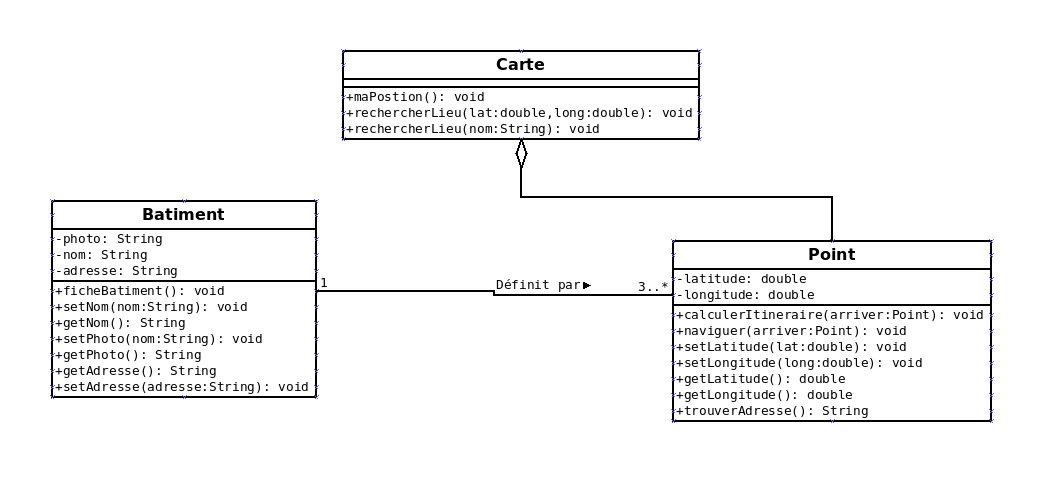 Carte
+maPostion(): void
+rechercherLieu(lat:double,long:double): void
+rechercherLieu(nom:String): void
Batiment
-photo: String
-nom: String
-adresse: String
+ficheBatiment(): void
+setNom(nom:String): void
+getNom(): String
+setPhoto(nom:String): void
+getPhoto(): String
+getAdresse(): String
+setAdresse(adresse:String): void
1
Définit par▶
3..*
Point
-latitude: double
-longitude: double
+calculerItineraire(arriver:Point): void
+naviguer(arriver:Point): void
+setLatitude(lat:double): void
+setLongitude(long:double): void
+getLatitude(): double
+getLongitude(): double
+trouverAdresse(): String